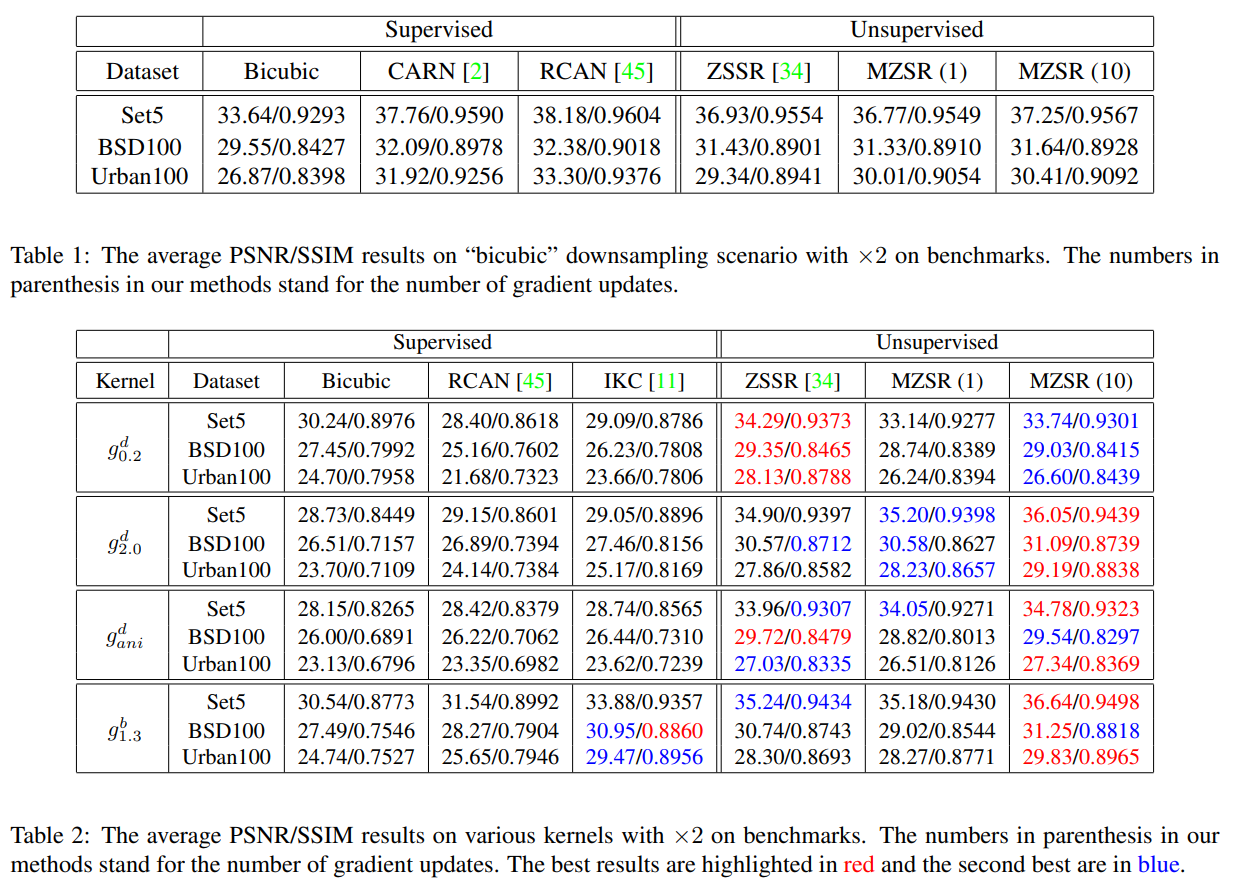 Supervised Unsupervised
Dataset Bicubic CARN [2] RCAN [45] ZSSR [34] MZSR (1) MZSR (10)
Set5 33.64/0.9293 37.76/0.9590 38.18/0.9604 36.93/0.9554 36.77/0.9549 37.25/0.9567
BSD100 29.55/0.8427 32.09/0.8978 32.38/0.9018 31.43/0.8901 31.33/0.8910 31.64/0.8928
Urban100 26.87/0.8398 31.92/0.9256 33.30/0.9376 29.34/0.8941 30.01/0.9054 30.41/0.9092
Table 1: The average PSNR/SSIM results on “bicubic” downsampling scenario with ×2 on benchmarks. The numbers in
parenthesis in our methods stand for the number of gradient updates.
Supervised Unsupervised
Kernel Dataset Bicubic RCAN [45] IKC [11] ZSSR [34] MZSR (1) MZSR (10)
Set5 30.24/0.8976 28.40/0.8618 29.09/0.8786 34.29/0.9373 33.14/0.9277 33.74/0.9301
g^d_{0.2} BSD100 27.45/0.7992 25.16/0.7602 26.23/0.7808 29.35/0.8465 28.74/0.8389 29.03/0.8415
Urban100 24.70/0.7958 21.68/0.7323 23.66/0.7806 28.13/0.8788 26.24/0.8394 26.60/0.8439
Set5 28.73/0.8449 29.15/0.8601 29.05/0.8896 34.90/0.9397 35.20/0.9398 36.05/0.9439
g^d_{2.0} BSD100 26.51/0.7157 26.89/0.7394 27.46/0.8156 30.57/0.8712 30.58/0.8627 31.09/0.8739
Urban100 23.70/0.7109 24.14/0.7384 25.17/0.8169 27.86/0.8582 28.23/0.8657 29.19/0.8838
Set5 28.15/0.8265 28.42/0.8379 28.74/0.8565 33.96/0.9307 34.05/0.9271 34.78/0.9323
g^d_{ani} BSD100 26.00/0.6891 26.22/0.7062 26.44/0.7310 29.72/0.8479 28.82/0.8013 29.54/0.8297
Urban100 23.13/0.6796 23.35/0.6982 23.62/0.7239 27.03/0.8335 26.51/0.8126 27.34/0.8369
Set5 30.54/0.8773 31.54/0.8992 33.88/0.9357 35.24/0.9434 35.18/0.9430 36.64/0.9498
g^b_{1.3} BSD100 27.49/0.7546 28.27/0.7904 30.95/0.8860 30.74/0.8743 29.02/0.8544 31.25/0.8818
Urban100 24.74/0.7527 25.65/0.7946 29.47/0.8956 28.30/0.8693 28.27/0.8771 29.83/0.8965
Table 2: The average PSNR/SSIM results on various kernels with ×2 on benchmarks. The numbers in parenthesis in our
methods stand for the number of gradient updates. The best results are highlighted in red and the second best are in blue.